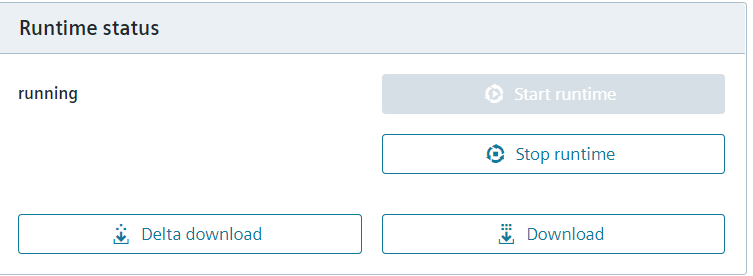 Runtime status
running
Start runtime
Stop runtime
Delta download
Download